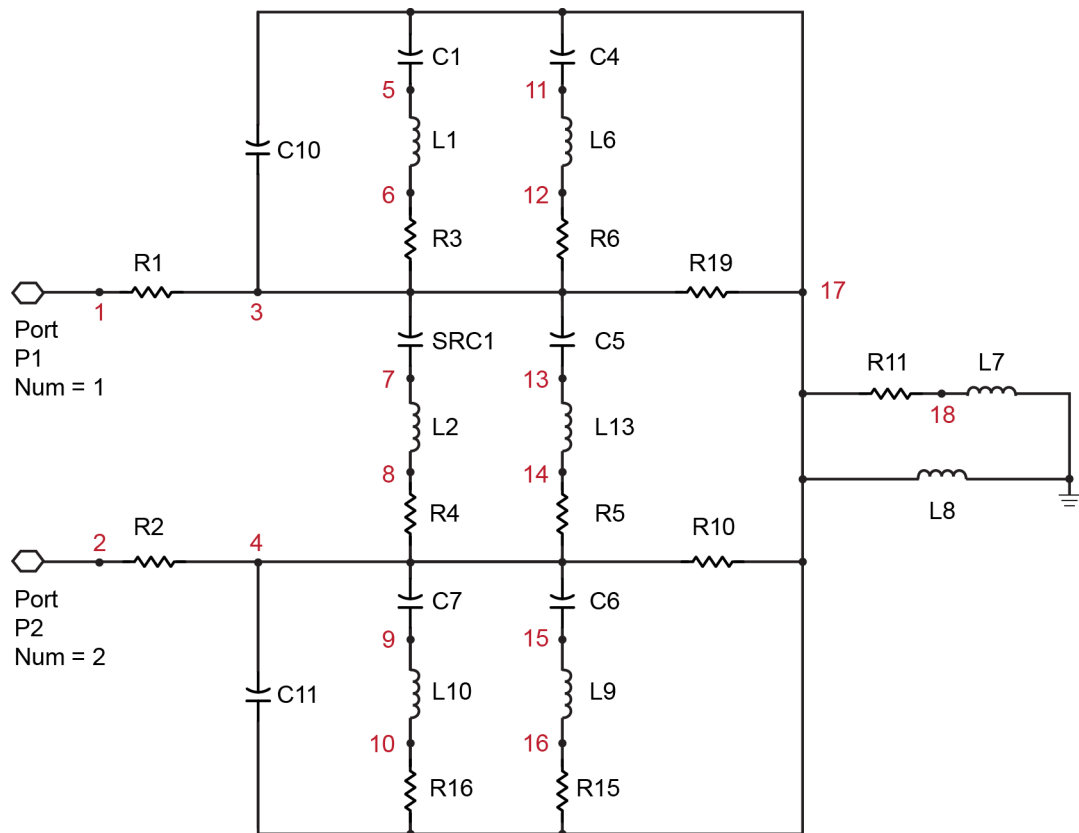 C1
C4
5
11
L1
L6
C10
6
12
R3
R6
R1
R19
1
3
17
Port
P1
Num = 1
SRC1
C5
7
13
R11
L7
18
L2
L13
8
14
R4
R5
L8
R2
R10
2
4
Port
P2
Num = 2
C7
C6
9
15
L10
L9
C11
10
16
R16
R15